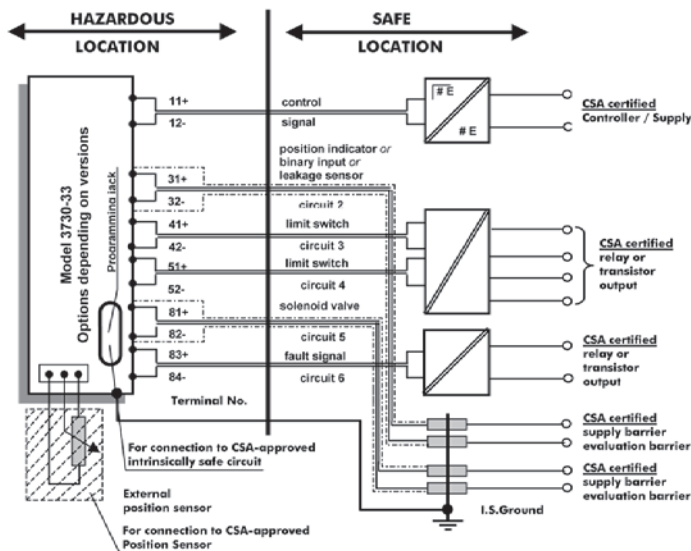 HAZARDOUS
LOCATION
SAFE
LOCATION
Model 3730-33
Options depending on versions
Programming jack
11+
12-
control
signal
# E
# E
CSA certified
Controller / Supply
position indicator or
binary input or
leakage sensor
31+
32-
circuit 2
41+
limit switch
42-
circuit 3
51+
limit switch
52-
circuit 4
CSA certified
relay or
transistor
output
81+
solenoid valve
82-
circuit 5
83+
fault signal
84-
circuit 6
CSA certified
relay or
transistor
output
Terminal No.
For connection to CSA-approved
intrinsically safe circuit
CSA certified
supply barrier
evaluation barrier
CSA certified
supply barrier
evaluation barrier
I.S.Ground
External
position sensor
For connection to CSA-approved
Position Sensor